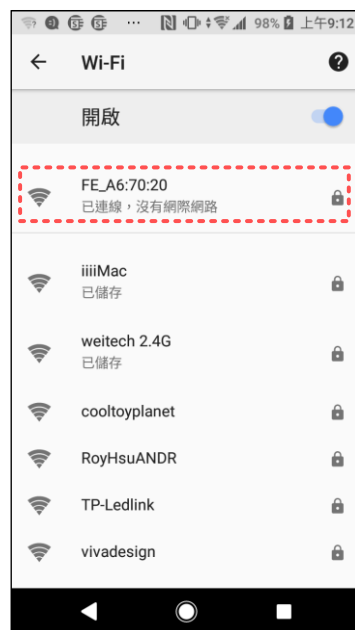 98% 上午9:12
Wi-Fi
開啟
FE_A6:70:20
已連線，沒有網際網路
iiiiMac
已儲存
weitech 2.4G
已儲存
cooltoyplanet
RoyHsuANDR
TP-Ledlink
vivadesign